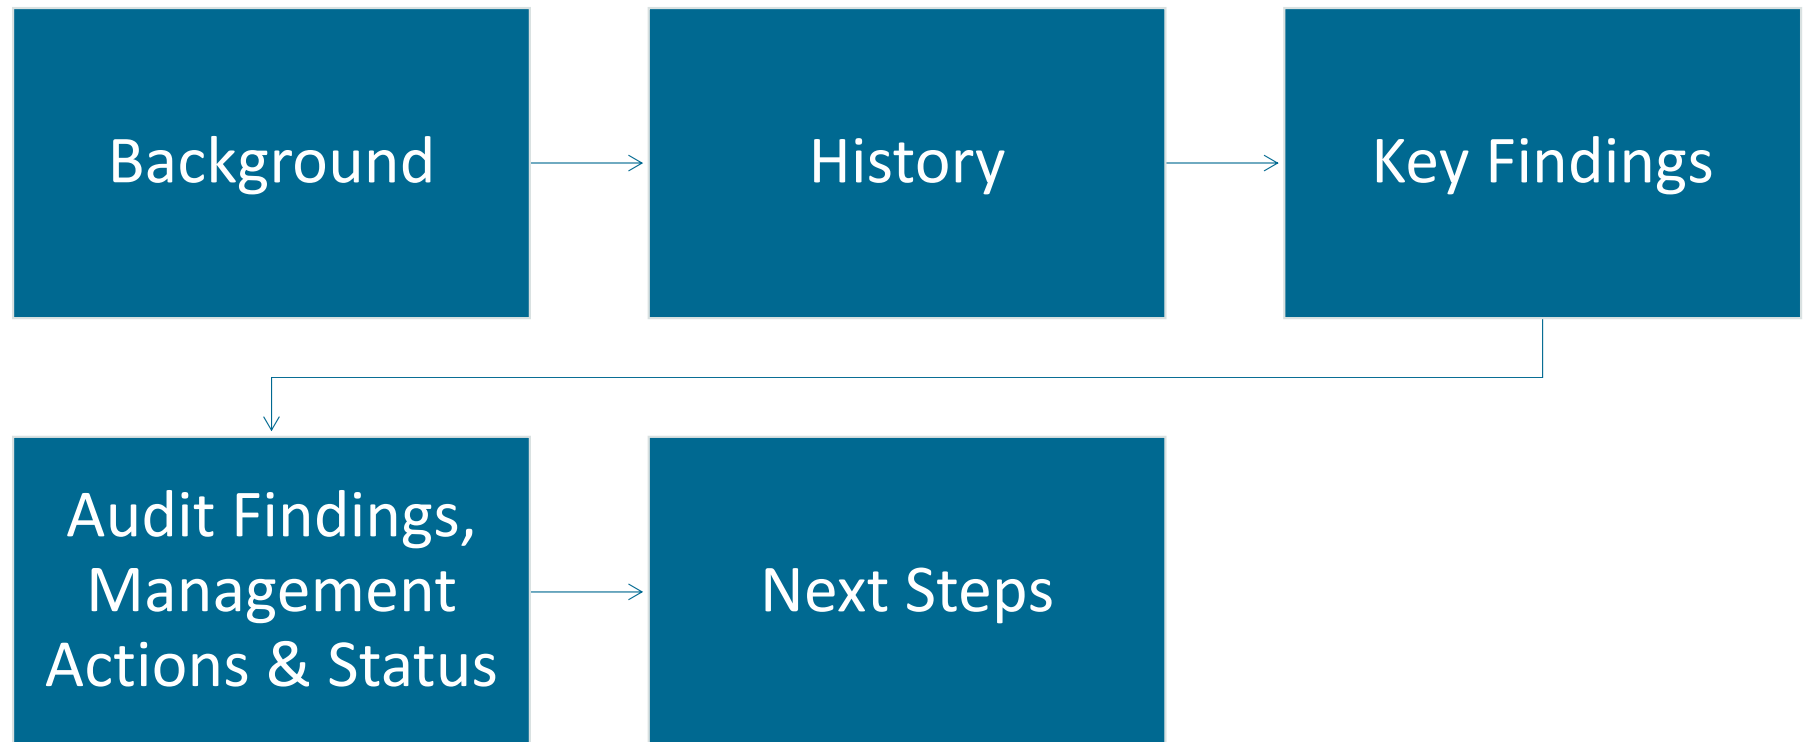 Background
History
Key Findings
Audit Findings,
Management
Actions & Status
Next Steps